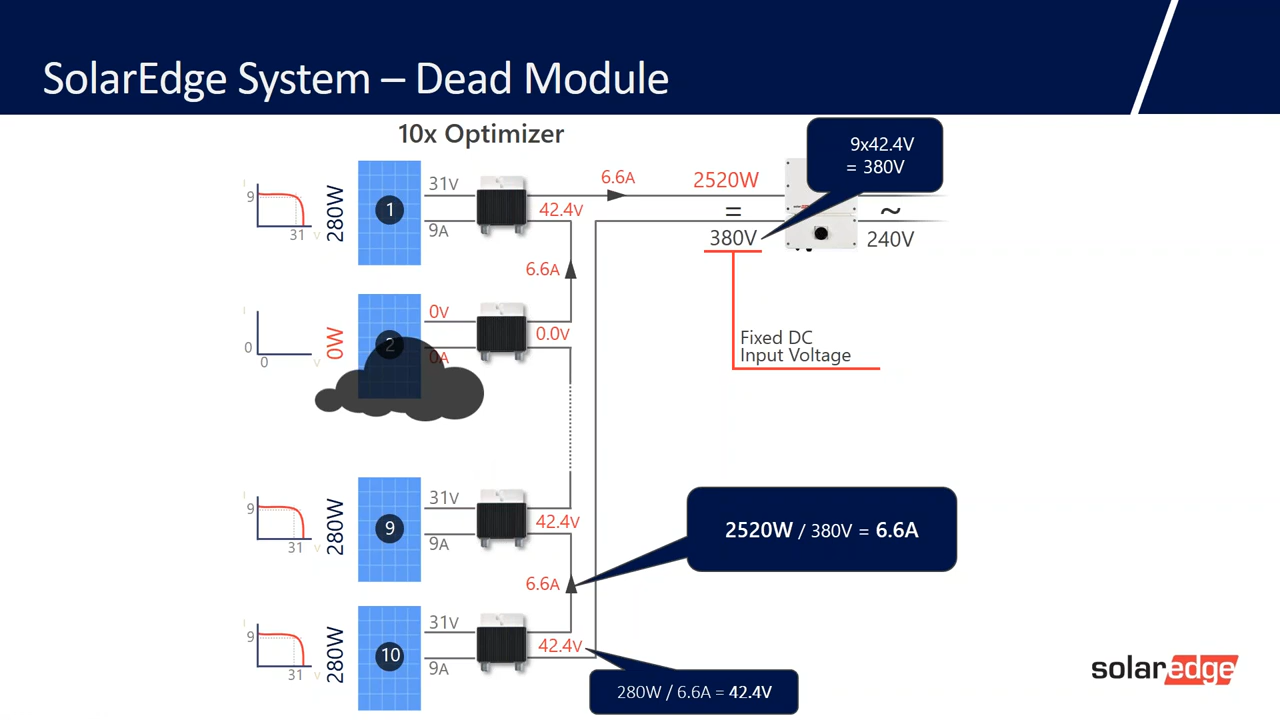 SolarEdge System – Dead Module
10x Optimizer
9x42.4V
= 380V
280W
9
31
V
1
31V
9A
42.4V
6.6A
2520W
=
380V
~
240V
6.6A
0W
0
0
V
2
0V
0A
0.0V
Fixed DC
Input Voltage
280W
9
31
V
9
31V
9A
42.4V
2520W / 380V = 6.6A
6.6A
280W
9
31
V
10
31V
9A
42.4V
280W / 6.6A = 42.4V
solaredge